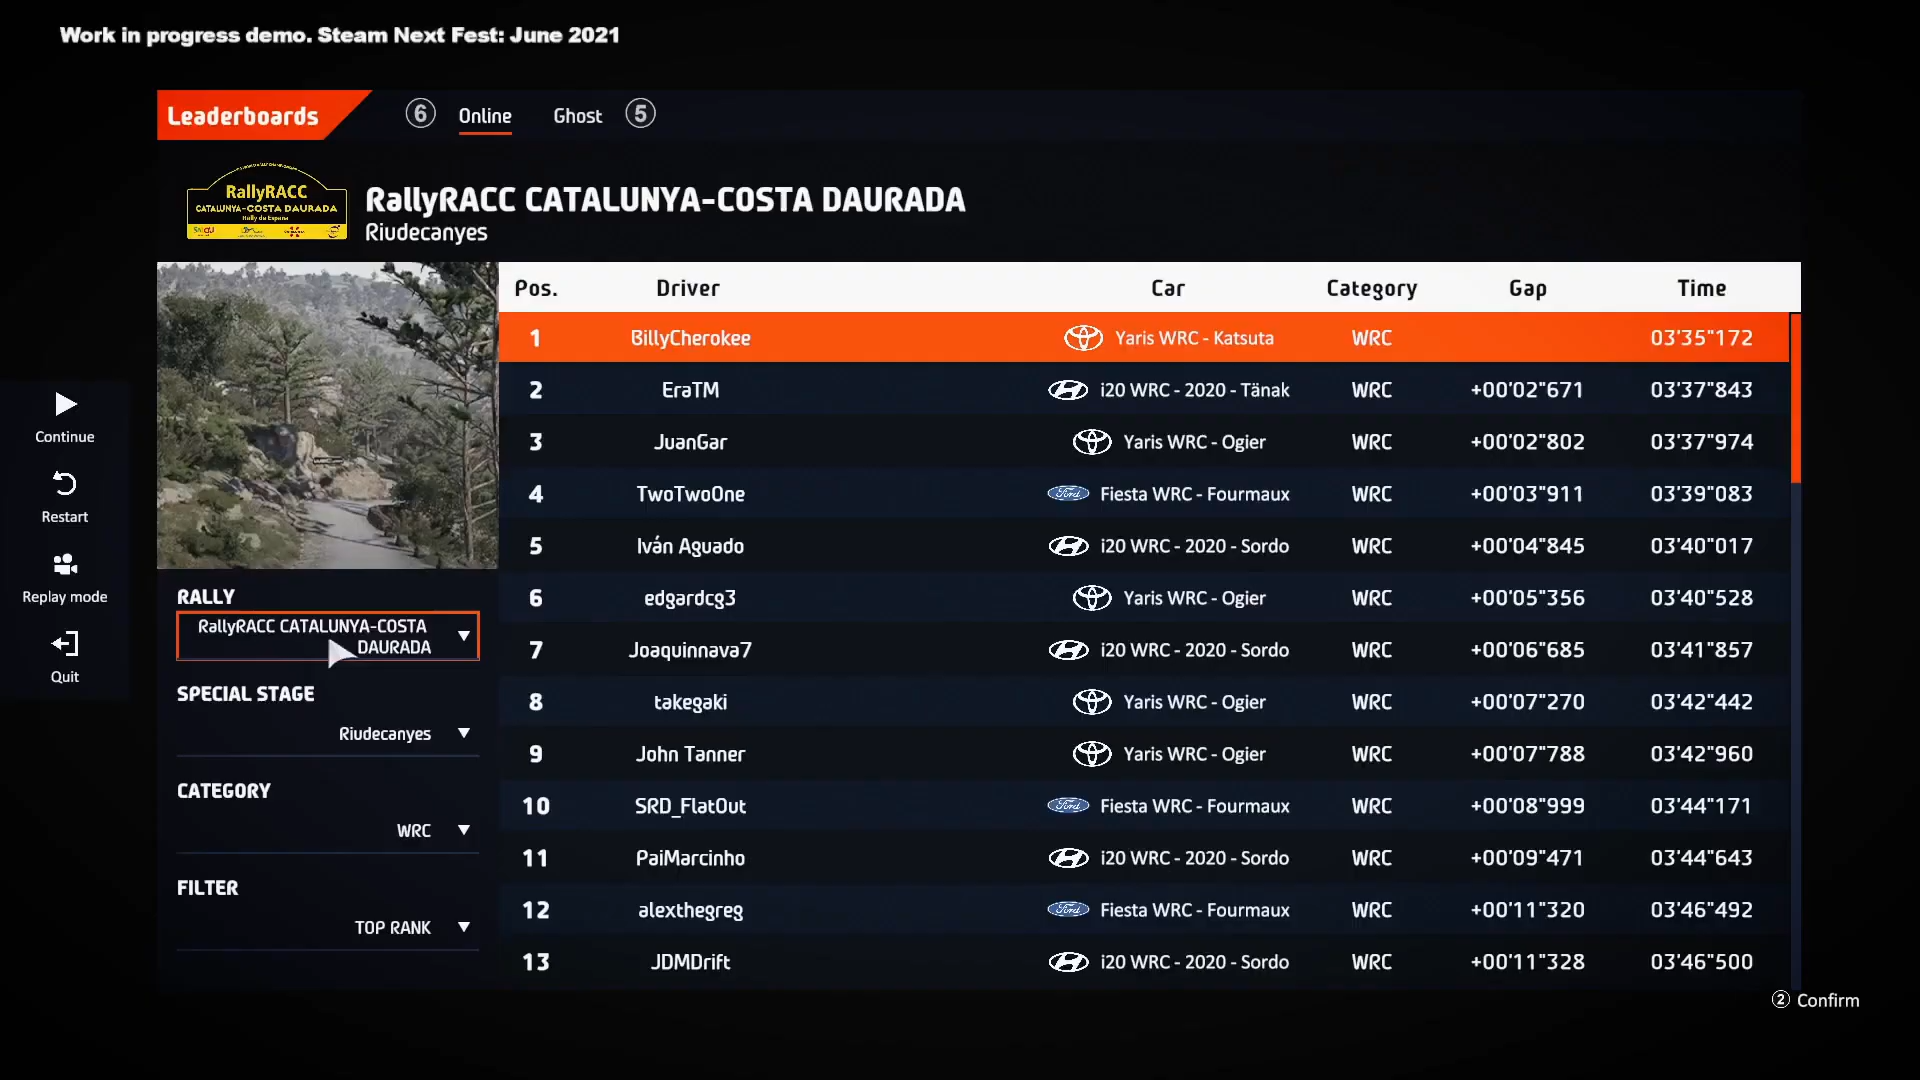 Work in progress demo. Steam Next Fest: June 2021
Leaderboards
6 Online Ghost 5
RallyRACC
CATALUNYA-COSTA DAURADA
Rally de España
RallyRACC CATALUNYA-COSTA DAURADA
Riudecanyes
Pos. Driver Car Category Gap Time
1 BillyCherokee Yaris WRC - Katsuta WRC 03'35"172
2 EraTM i20 WRC - 2020 - Tänak WRC +00'02"671 03'37"843
3 JuanGar Yaris WRC - Ogier WRC +00'02"802 03'37"974
4 TwoTwoOne Ford Fiesta WRC - Fourmaux WRC +00'03"911 03'39"083
5 Iván Aguado i20 WRC - 2020 - Sordo WRC +00'04"845 03'40"017
6 edgardcg3 Yaris WRC - Ogier WRC +00'05"356 03'40"528
7 Joaquinnava7 i20 WRC - 2020 - Sordo WRC +00'06"685 03'41"857
8 takegaki Yaris WRC - Ogier WRC +00'07"270 03'42"442
9 John Tanner Yaris WRC - Ogier WRC +00'07"788 03'42"960
10 SRD_FlatOut Ford Fiesta WRC - Fourmaux WRC +00'08"999 03'44"171
11 PaiMarcinho i20 WRC - 2020 - Sordo WRC +00'09"471 03'44"643
12 alexthegreg Ford Fiesta WRC - Fourmaux WRC +00'11"320 03'46"492
13 JDMDrift i20 WRC - 2020 - Sordo WRC +00'11"328 03'46"500
Continue
Restart
Replay mode
Quit
RALLY
RallyRACC CATALUNYA-COSTA
DAURADA
SPECIAL STAGE
Riudecanyes
CATEGORY
WRC
FILTER
TOP RANK
2 Confirm